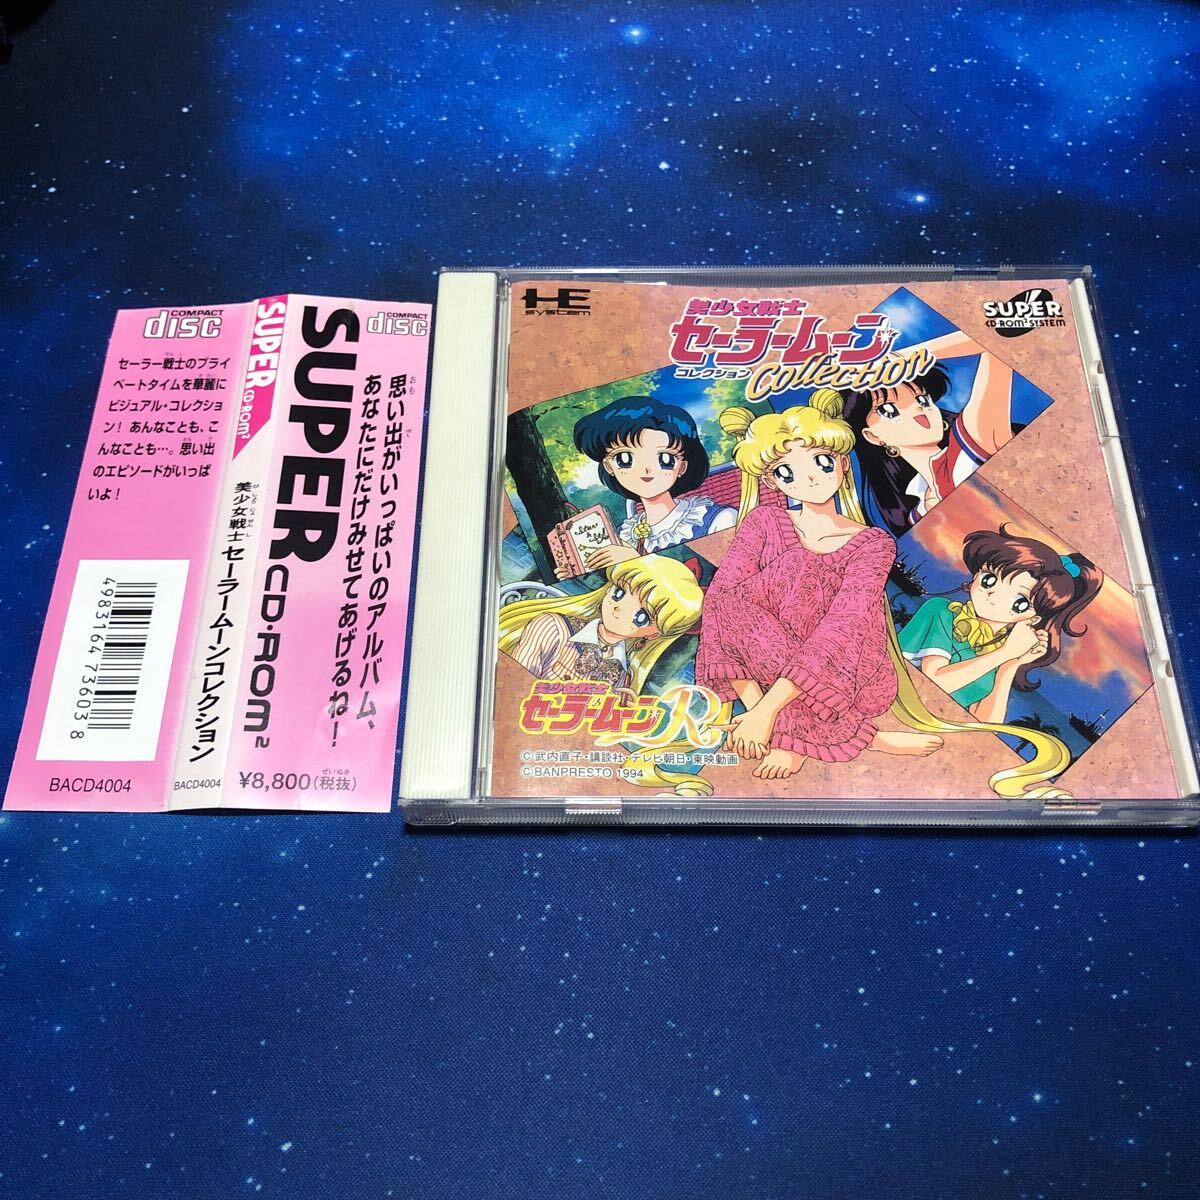 COMPACT
disc
セーラー戦士のプライ
ベートタイムを華麗に
ビジュアル・コレクショ
ン！あんなことも、こ
んなことも…。思い出
のエピソードがいっぱ
いよ！
4983164736038
BACD4004
SUPER CD・ROM²
美少女戦士セーラームーンコレクション
BACD4004
COMPACT
disc
SUPER CD・ROM²
思い出がいっぱいのアルバム、
あなたにだけみせてあげるね！
¥8,800(税抜)
HE
system
美少女戦士
セーラームーン
コレクション
Collection
SUPER
CD-ROM² SYSTEM
美少女戦士
セーラームーンR
©武内直子・講談社・テレビ朝日・東映動画
©BANPRESTO 1994